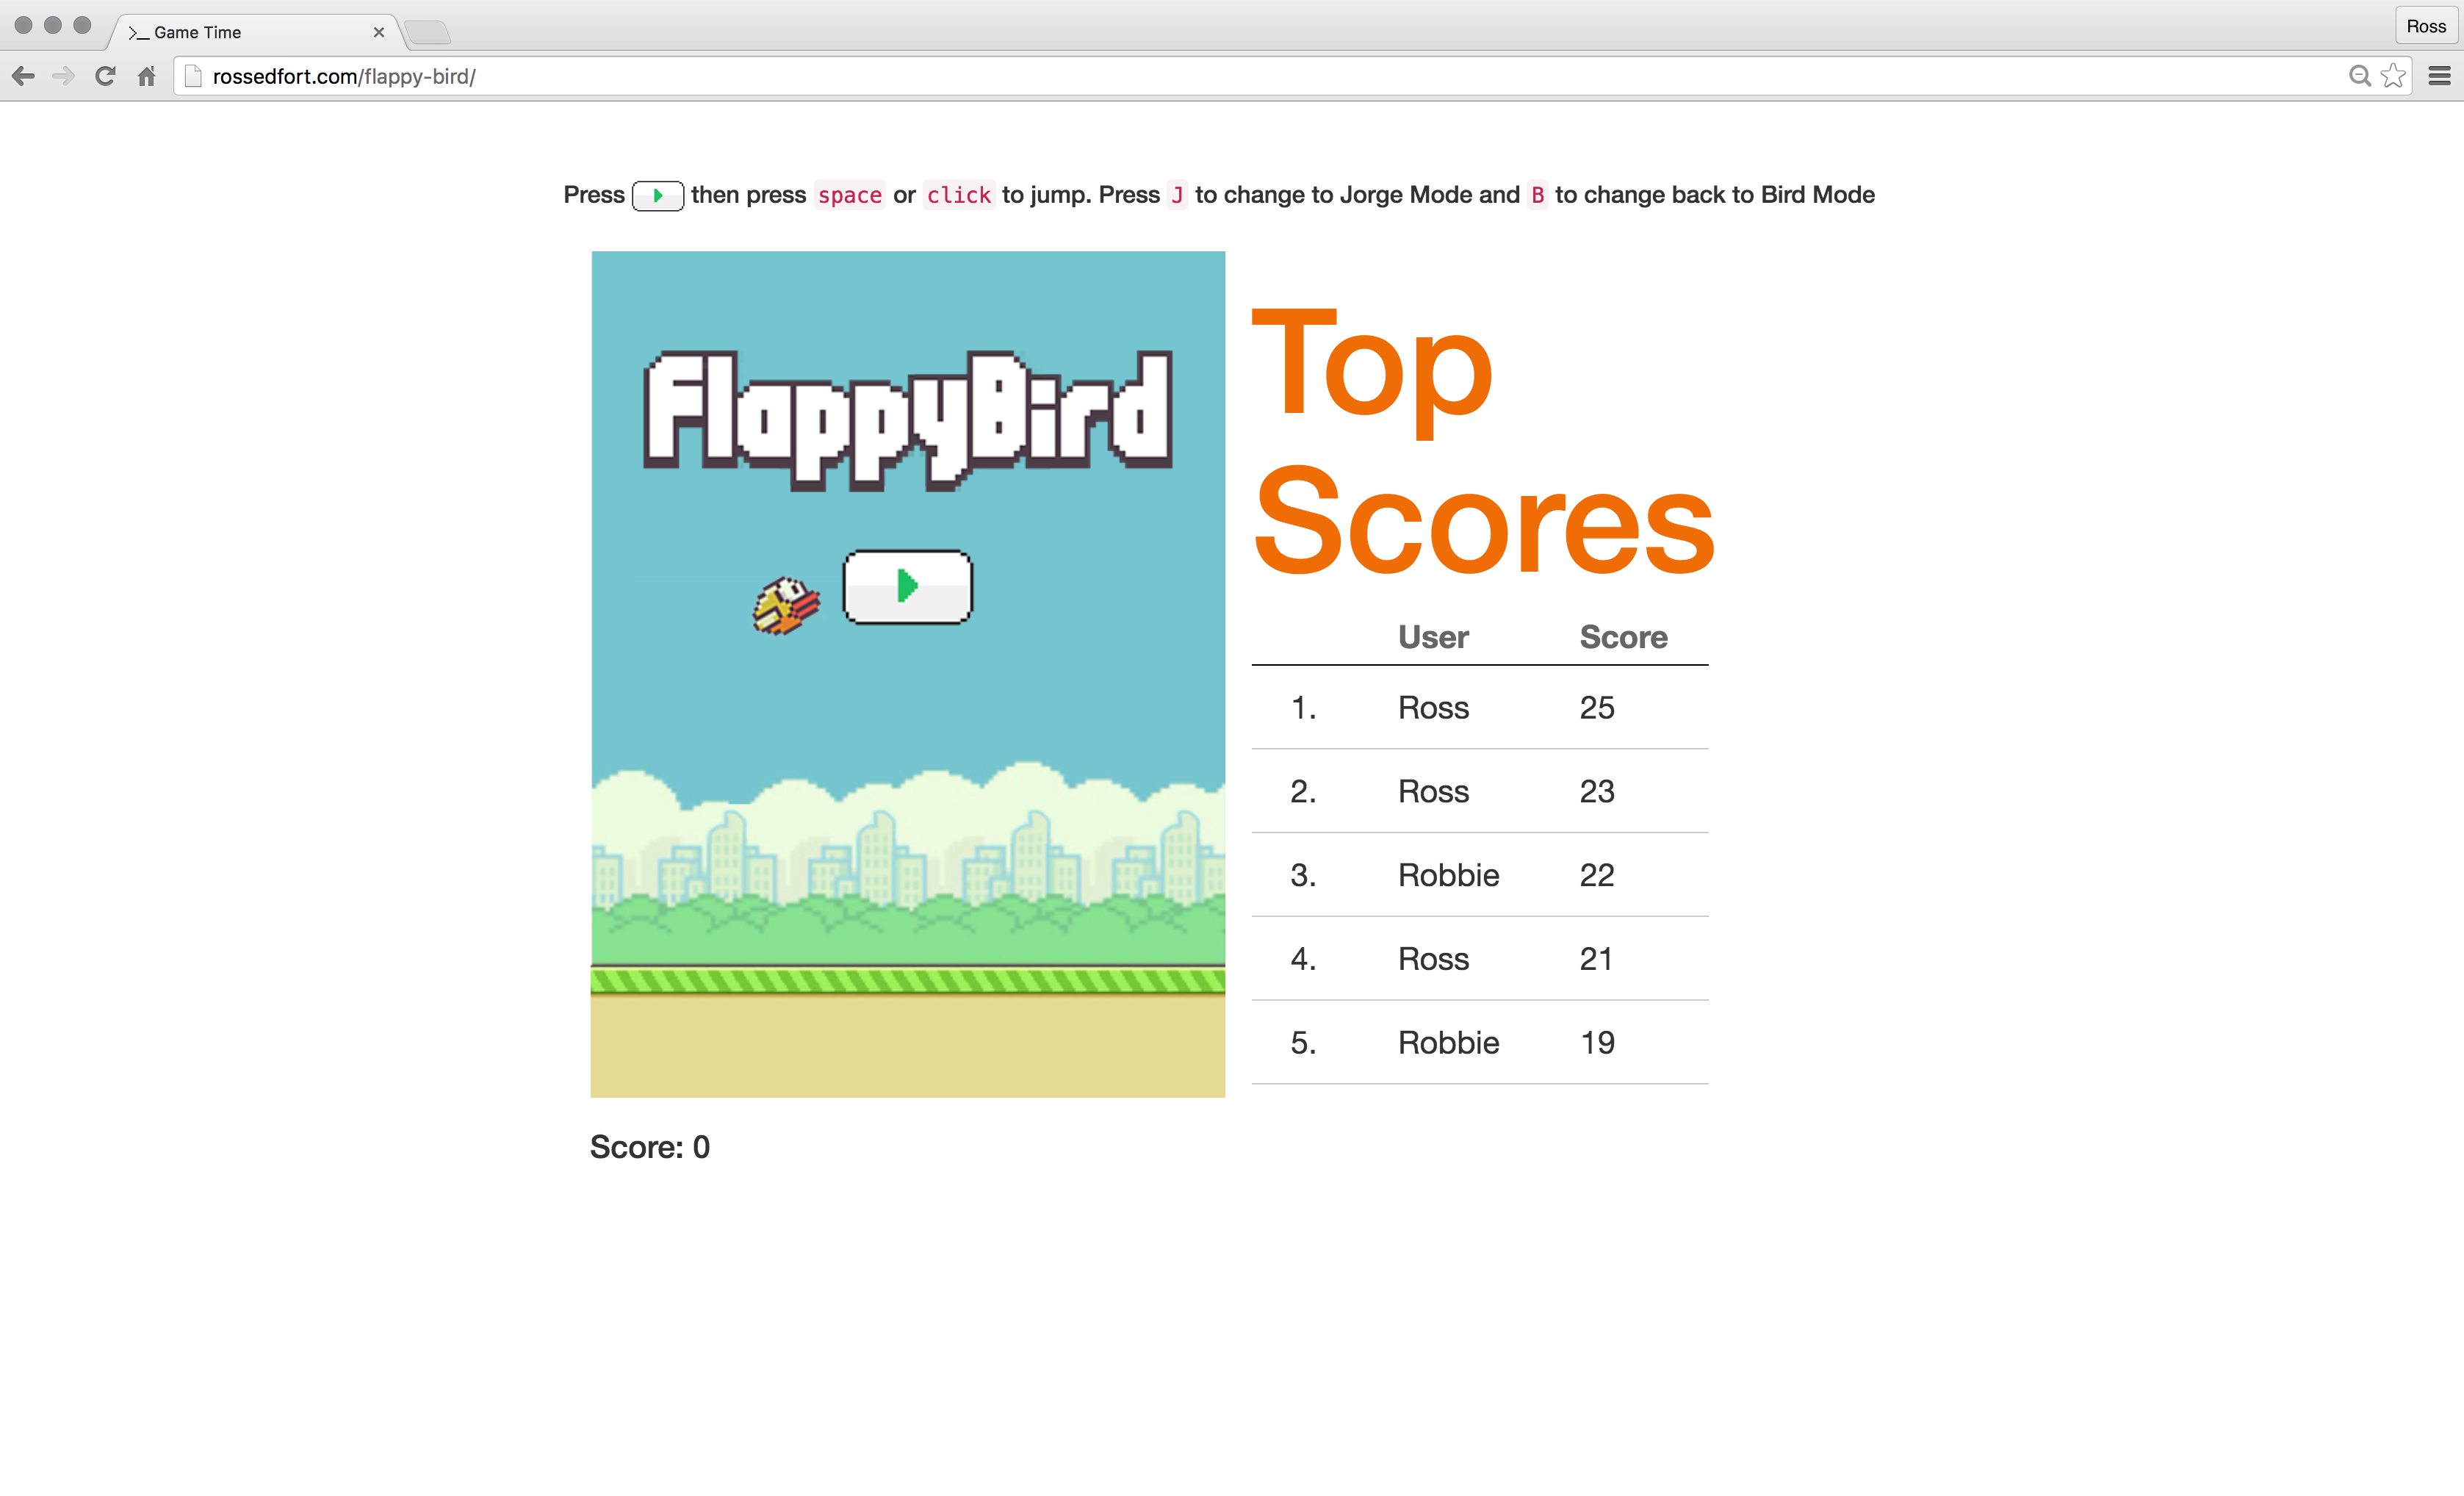 >_ Game Time
Ross
rossedfort.com/flappy-bird/
Press then press space or click to jump. Press J to change to Jorge Mode and B to change back to Bird Mode
FlappyBird
Top
Scores
User Score
1. Ross 25
2. Ross 23
3. Robbie 22
4. Ross 21
5. Robbie 19
Score: 0